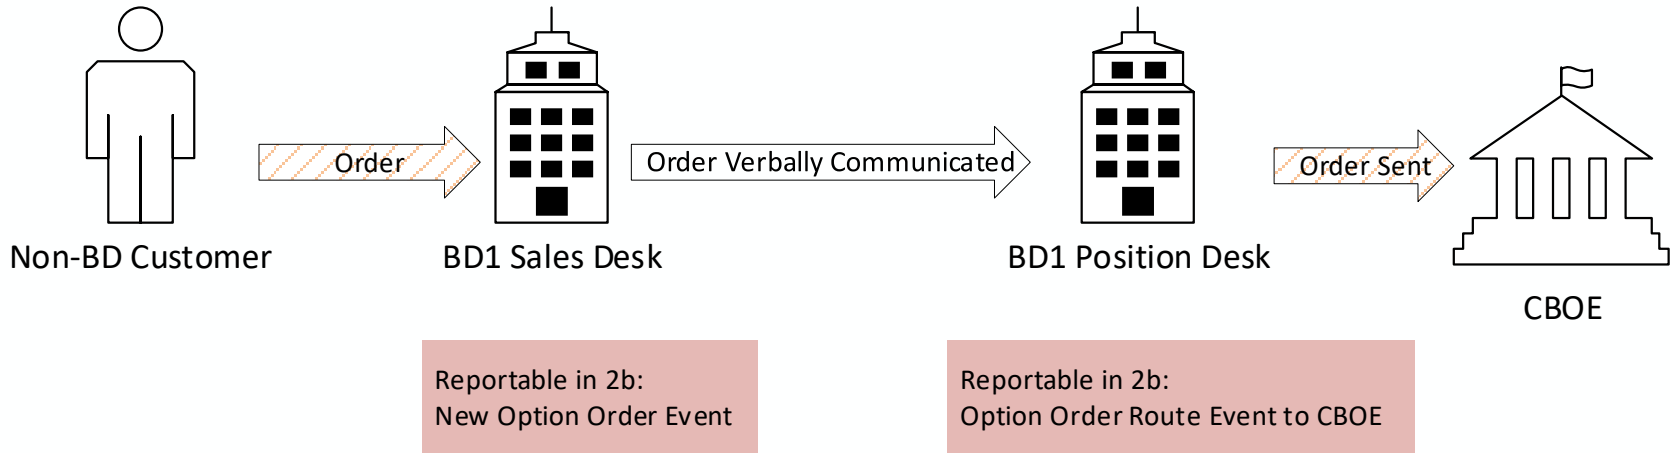 Order
Order Verbally Communicated
Order Sent
Non-BD Customer
BD1 Sales Desk
BD1 Position Desk
CBOE
Reportable in 2b:
New Option Order Event
Reportable in 2b:
Option Order Route Event to CBOE